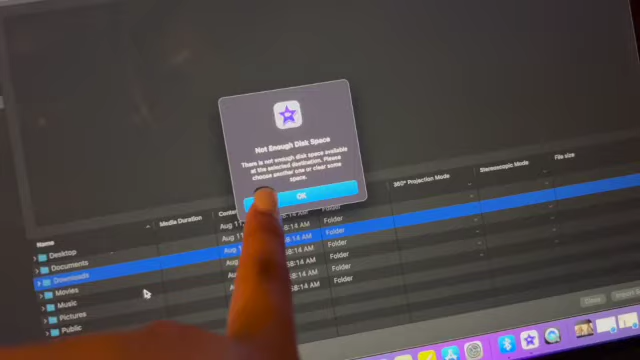 Not Enough Disk Space
There is not enough disk space available
at the selected destination. Please
choose another one or clear some
space.
OK
Name
Media Duration
360° Projection Mode
Stereoscopic Mode
File size
Desktop
Documents
Downloads
Movies
Music
Pictures
Public
Folder
Folder
Folder
Folder
Folder
Folder
Close